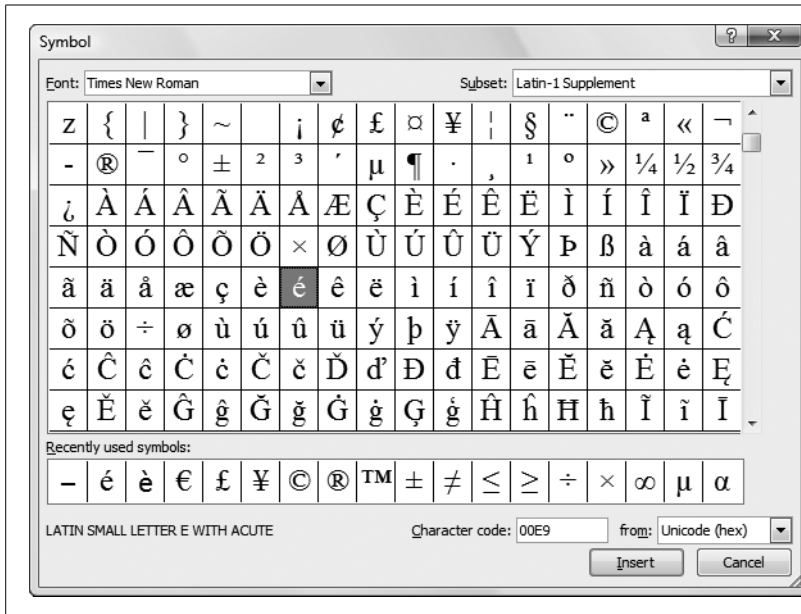 Symbol
Font: Times New Roman Subset: Latin-1 Supplement
z { | } ~ ¡ ¢ £ ¤ ¥ ¦ § ¨ © ª « ¬
- ® ¯ ° ± ² ³ ´ µ ¶ · ¸ ¹ º » ¼ ½ ¾
¿ À Á Â Ã Ä Å Æ Ç È É Ê Ë Ì Í Î Ï Ð
Ñ Ò Ó Ô Õ Ö × Ø Ù Ú Û Ü Ý Þ ß à á â
ã ä å æ ç è é ê ë ì í î ï ð ñ ò ó ô
õ ö ÷ ø ù ú û ü ý þ ÿ Ā ā Ă ă Ą ą Ć
ć Ĉ ĉ Ċ ċ Č č Ď ď Đ đ Ē ē Ĕ ĕ Ė ė Ę
ę Ě ě Ĝ ĝ Ğ ğ Ġ ġ Ģ ģ Ĥ ĥ Ħ ħ Ĩ ĩ Ī
Recently used symbols:
– é è € £ ¥ © ® ™ ± ≠ ≤ ≥ ÷ × ∞ µ α
LATIN SMALL LETTER E WITH ACUTE Character code: 00E9 from: Unicode (hex)
Insert Cancel